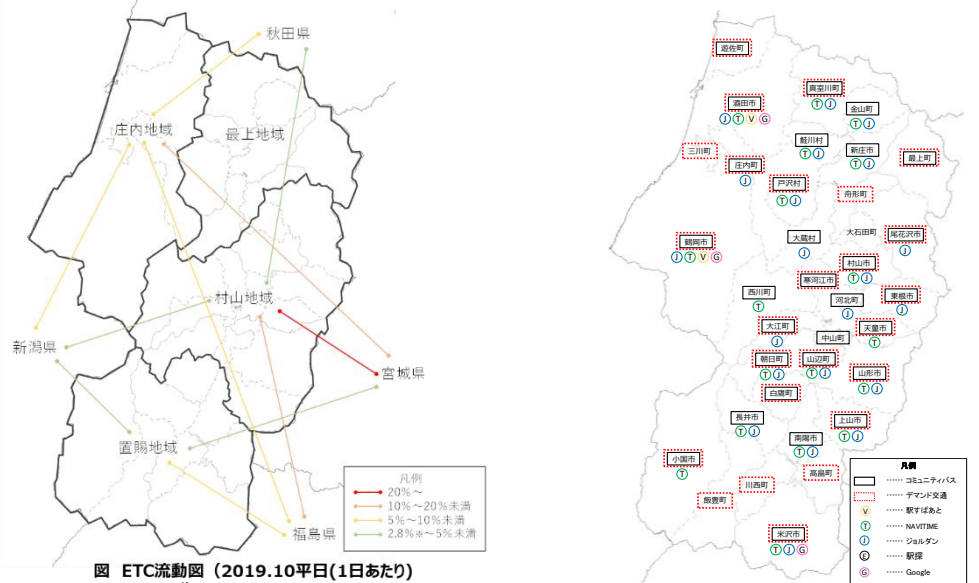 秋田県
庄内地域
最上地域
村山地域
新潟県
宮城県
置賜地域
福島県
凡例
20%~
10%~20%未満
5%~10%未満
2.8%※~5%未満
図 ETC流動図（2019.10平日(1日あたり)
遊佐町
真室川町
T J
酒田市
J T V G
金山町
T J
鮭川村
T J
新庄市
T J
最上町
三川町
庄内町
J
戸沢村
T J
舟形町
大蔵村
J
大石田町
尾花沢市
J
鶴岡市
J T V G
村山市
T J
寒河江市
西川町
T
河北町
J
東根市
J
大江町
J
天童市
T
中山町
朝日町
T J
山辺町
T J
山形市
T J
白鷹町
長井市
T J
上山市
T J
南陽市
T J
小国市
T
高畠町
川西町
飯豊町
米沢市
T J G
凡例
…… コミュニティバス
…… デマンド交通
V …… 駅すぱあと
T …… NAVITIME
J …… ジョルダン
E …… 駅探
G …… Google